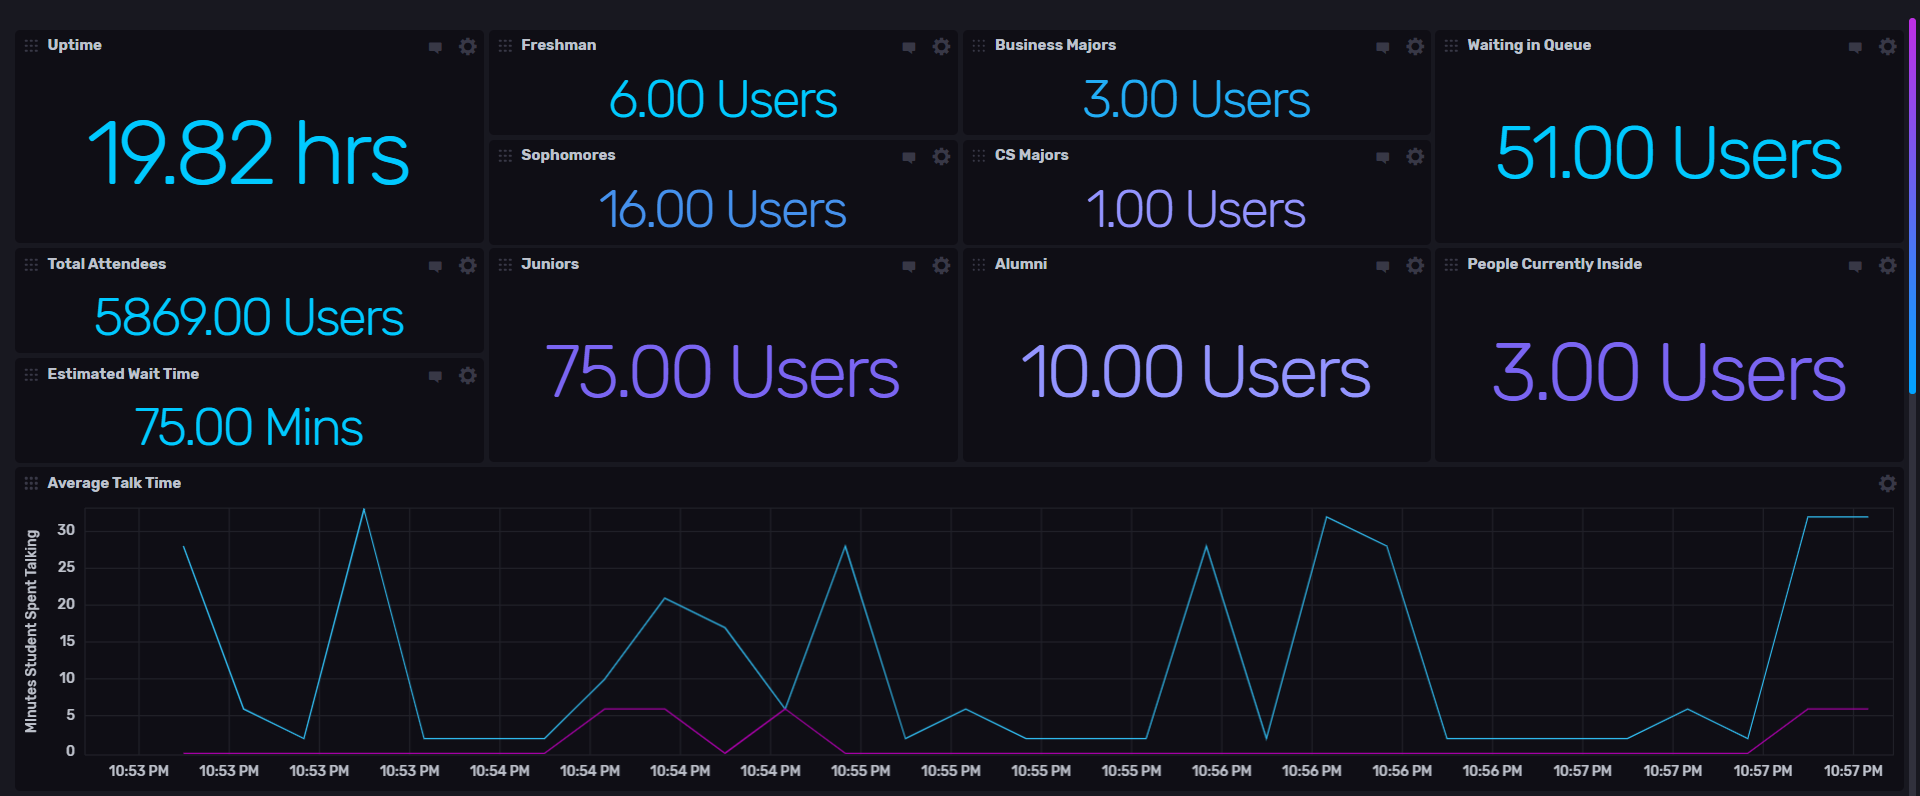 Uptime
19.82 hrs
Freshman
6.00 Users
Business Majors
3.00 Users
Waiting in Queue
51.00 Users
Sophomores
16.00 Users
CS Majors
1.00 Users
Total Attendees
5869.00 Users
Juniors
75.00 Users
Alumni
10.00 Users
People Currently Inside
3.00 Users
Estimated Wait Time
75.00 Mins
Average Talk Time
Minutes Student Spent Talking
30
25
20
15
10
5
0
10:53 PM 10:53 PM 10:53 PM 10:53 PM 10:54 PM 10:54 PM 10:54 PM 10:54 PM 10:55 PM 10:55 PM 10:55 PM 10:55 PM 10:56 PM 10:56 PM 10:56 PM 10:56 PM 10:57 PM 10:57 PM 10:57 PM 10:57 PM